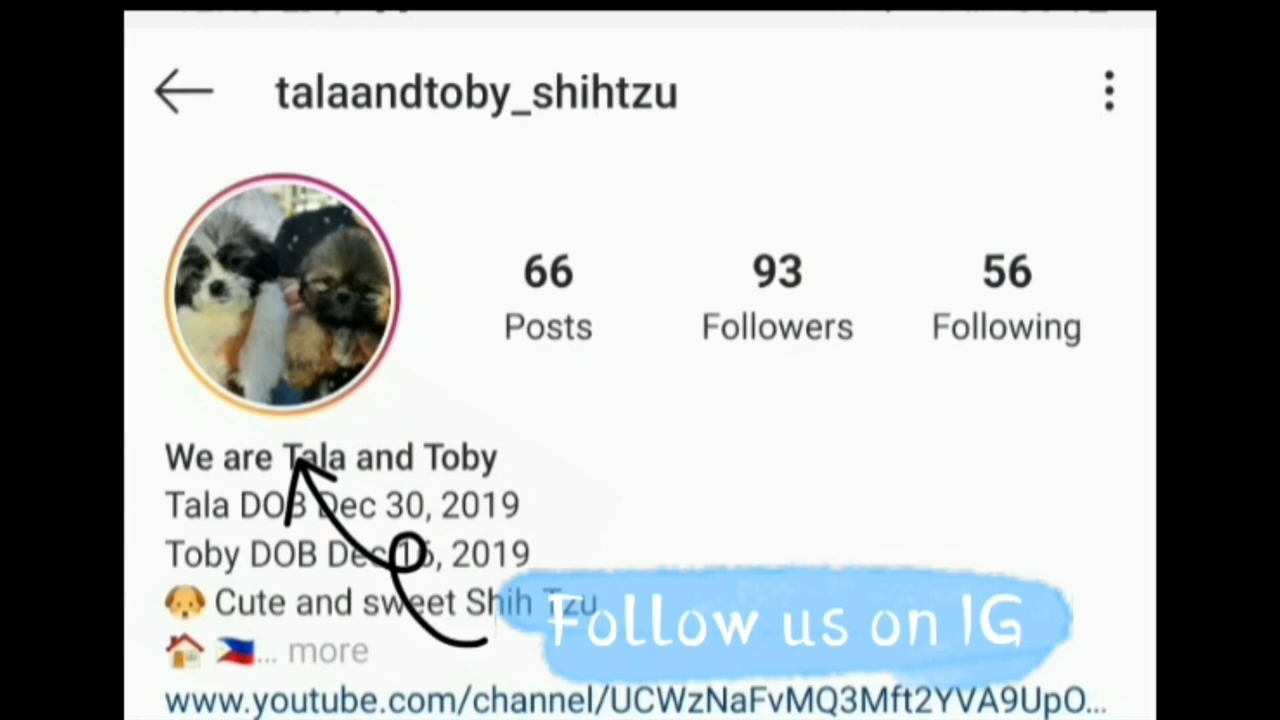 talaandtoby_shihtzu
66
93
56
Posts
Followers
Following
We are Tala and Toby
Tala DOB Dec 30, 2019
Toby DOB Dec , 2019
Cute and sweet Shih Tzu
Follow us on IG
... more
www.youtube.com/channel/UCWzNaFvMQ3Mft2YVA9UpO...